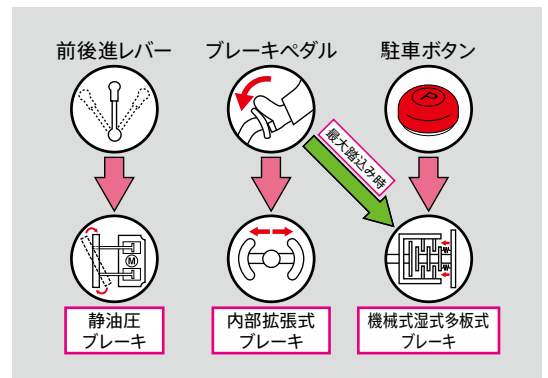 前後進レバー
ブレーキペダル
駐車ボタン
P
最大踏込み時
M
静油圧
ブレーキ
内部拡張式
ブレーキ
機械式湿式多板式
ブレーキ